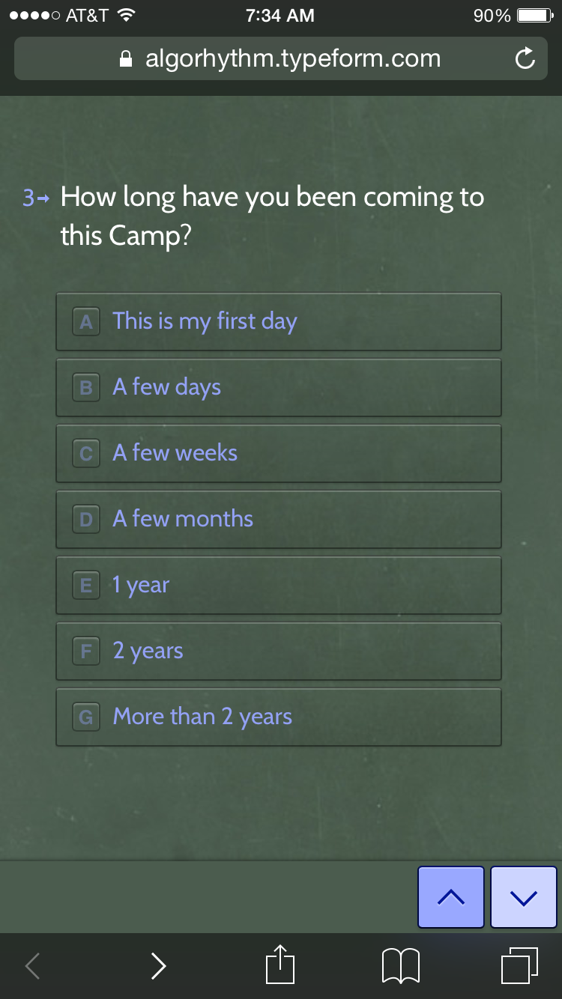 AT&T 7:34 AM 90%
algorhythm.typeform.com
3→ How long have you been coming to
this Camp?
A This is my first day
B A few days
C A few weeks
D A few months
E 1 year
F 2 years
G More than 2 years